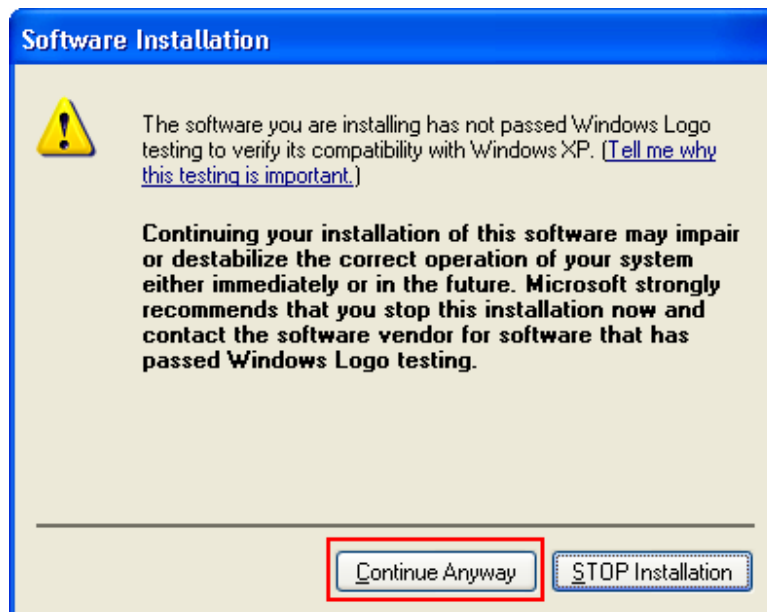 Software Installation
The software you are installing has not passed Windows Logo
testing to verify its compatibility with Windows XP. (Tell me why
this testing is important.)
Continuing your installation of this software may impair
or destabilize the correct operation of your system
either immediately or in the future. Microsoft strongly
recommends that you stop this installation now and
contact the software vendor for software that has
passed Windows Logo testing.
Continue Anyway
STOP Installation